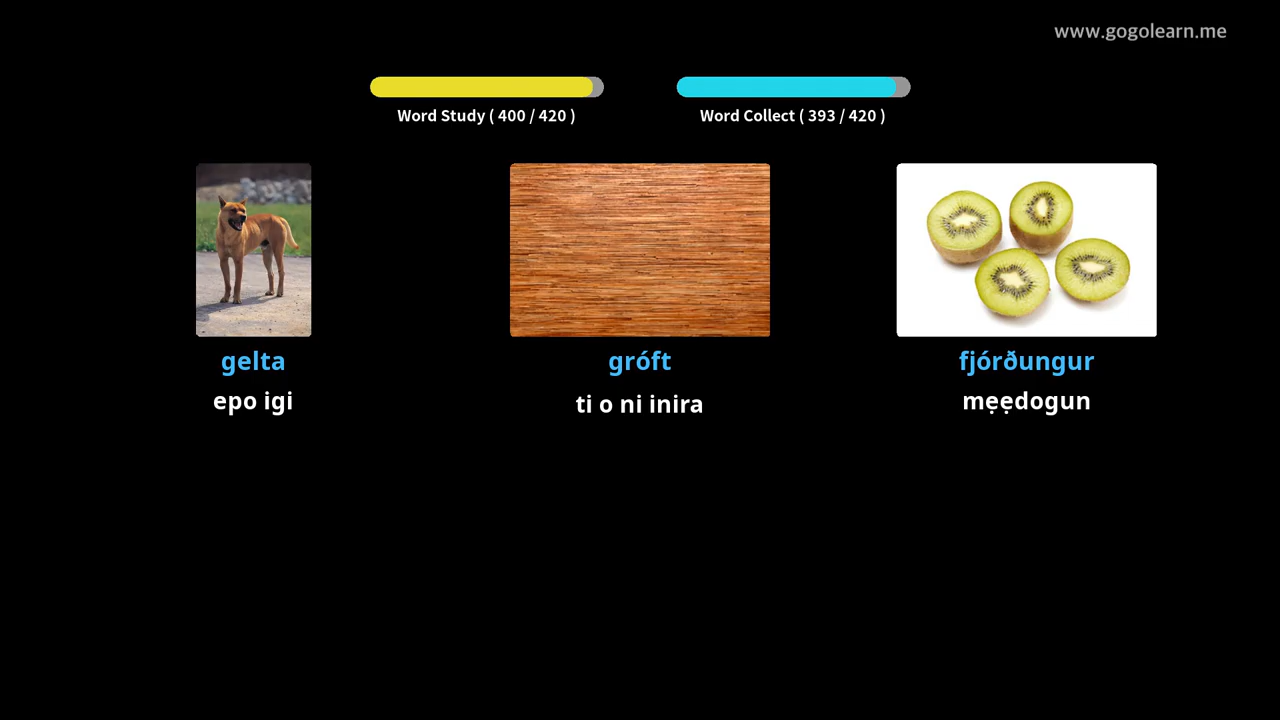 www.gogolearn.me
Word Study ( 400 / 420 )
Word Collect ( 393 / 420 )
gelta
gróft
fjórðungur
epo igi
ti o ni inira
mẹẹdogun